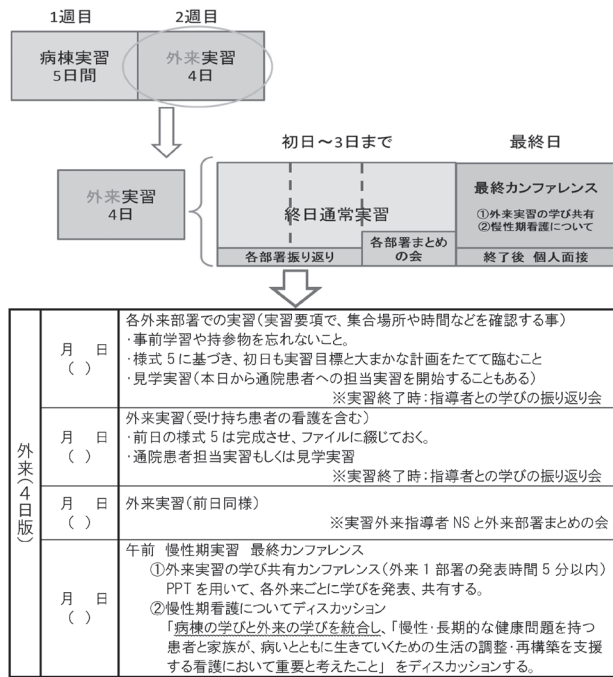 1週目
2週目
病棟実習
5日間
外来実習
4日
初日～3日まで
最終日
外来実習
4日
終日通常実習
各部署振り返り
各部署まとめ
の会
最終カンファレンス
①外来実習の学び共有
②慢性期看護について
終了後 個人面接
外来(4日版)
月 日
( )
各外来部署での実習(実習要項で、集合場所や時間などを確認する事)
・事前学習や持参物を忘れないこと。
・様式5に基づき、初日も実習目標と大まかな計画をたてて臨むこと
・見学実習(本日から通院患者への担当実習を開始することもある)
※実習終了時:指導者との学びの振り返り会
月 日
( )
外来実習(受け持ち患者の看護を含む)
・前日の様式5は完成させ、ファイルに綴じておく。
・通院患者担当実習もしくは見学実習
※実習終了時:指導者との学びの振り返り会
月 日
( )
外来実習(前日同様)
※実習外来指導者NSと外来部署まとめの会
月 日
( )
午前 慢性期実習 最終カンファレンス
①外来実習の学び共有カンファレンス(外来1部署の発表時間5分以内)
PPTを用いて、各外来ごとに学びを発表、共有する。
②慢性期看護についてディスカッション
「病棟の学びと外来の学びを統合し、「慢性・長期的な健康問題を持つ
患者と家族が、病いとともに生きていくための生活の調整・再構築を支援
する看護において重要と考えたこと」をディスカッションする。